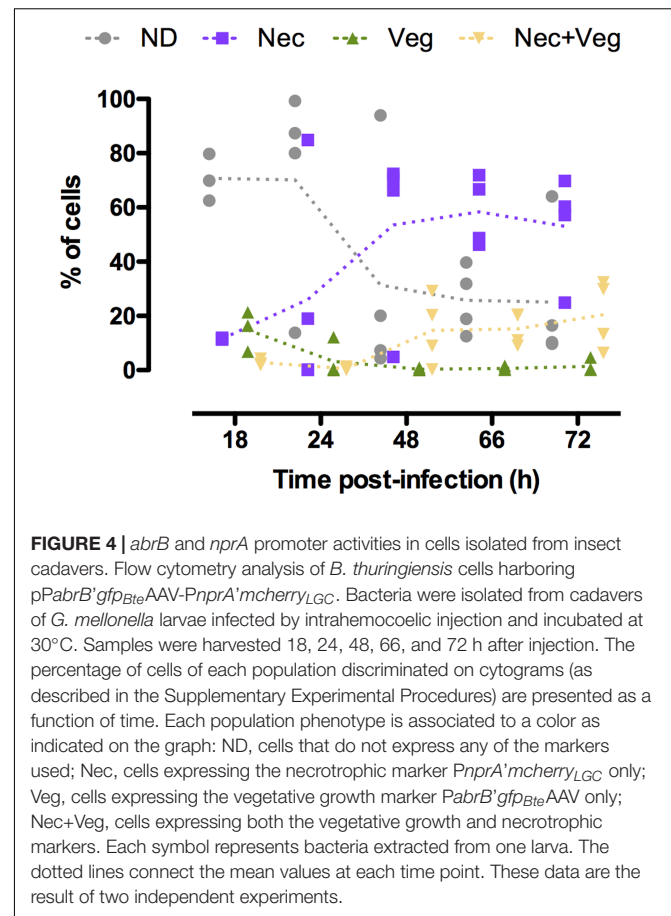 ND Nec Veg Nec+Veg
100
80
60
40
20
0
% of cells
18 24 48 66 72
Time post-infection (h)
FIGURE 4 | abrB and nprA promoter activities in cells isolated from insect
cadavers. Flow cytometry analysis of B. thuringiensis cells harboring
pPabrB'gfpBteAAV-PnprA'mcherryLGC. Bacteria were isolated from cadavers
of G. mellonella larvae infected by intrahemocoelic injection and incubated at
30°C. Samples were harvested 18, 24, 48, 66, and 72 h after injection. The
percentage of cells of each population discriminated on cytograms (as
described in the Supplementary Experimental Procedures) are presented as a
function of time. Each population phenotype is associated to a color as
indicated on the graph: ND, cells that do not express any of the markers
used; Nec, cells expressing the necrotrophic marker PnprA'mcherryLGC only;
Veg, cells expressing the vegetative growth marker PabrB'gfpBteAAV only;
Nec+Veg, cells expressing both the vegetative growth and necrotrophic
markers. Each symbol represents bacteria extracted from one larva. The
dotted lines connect the mean values at each time point. These data are the
result of two independent experiments.